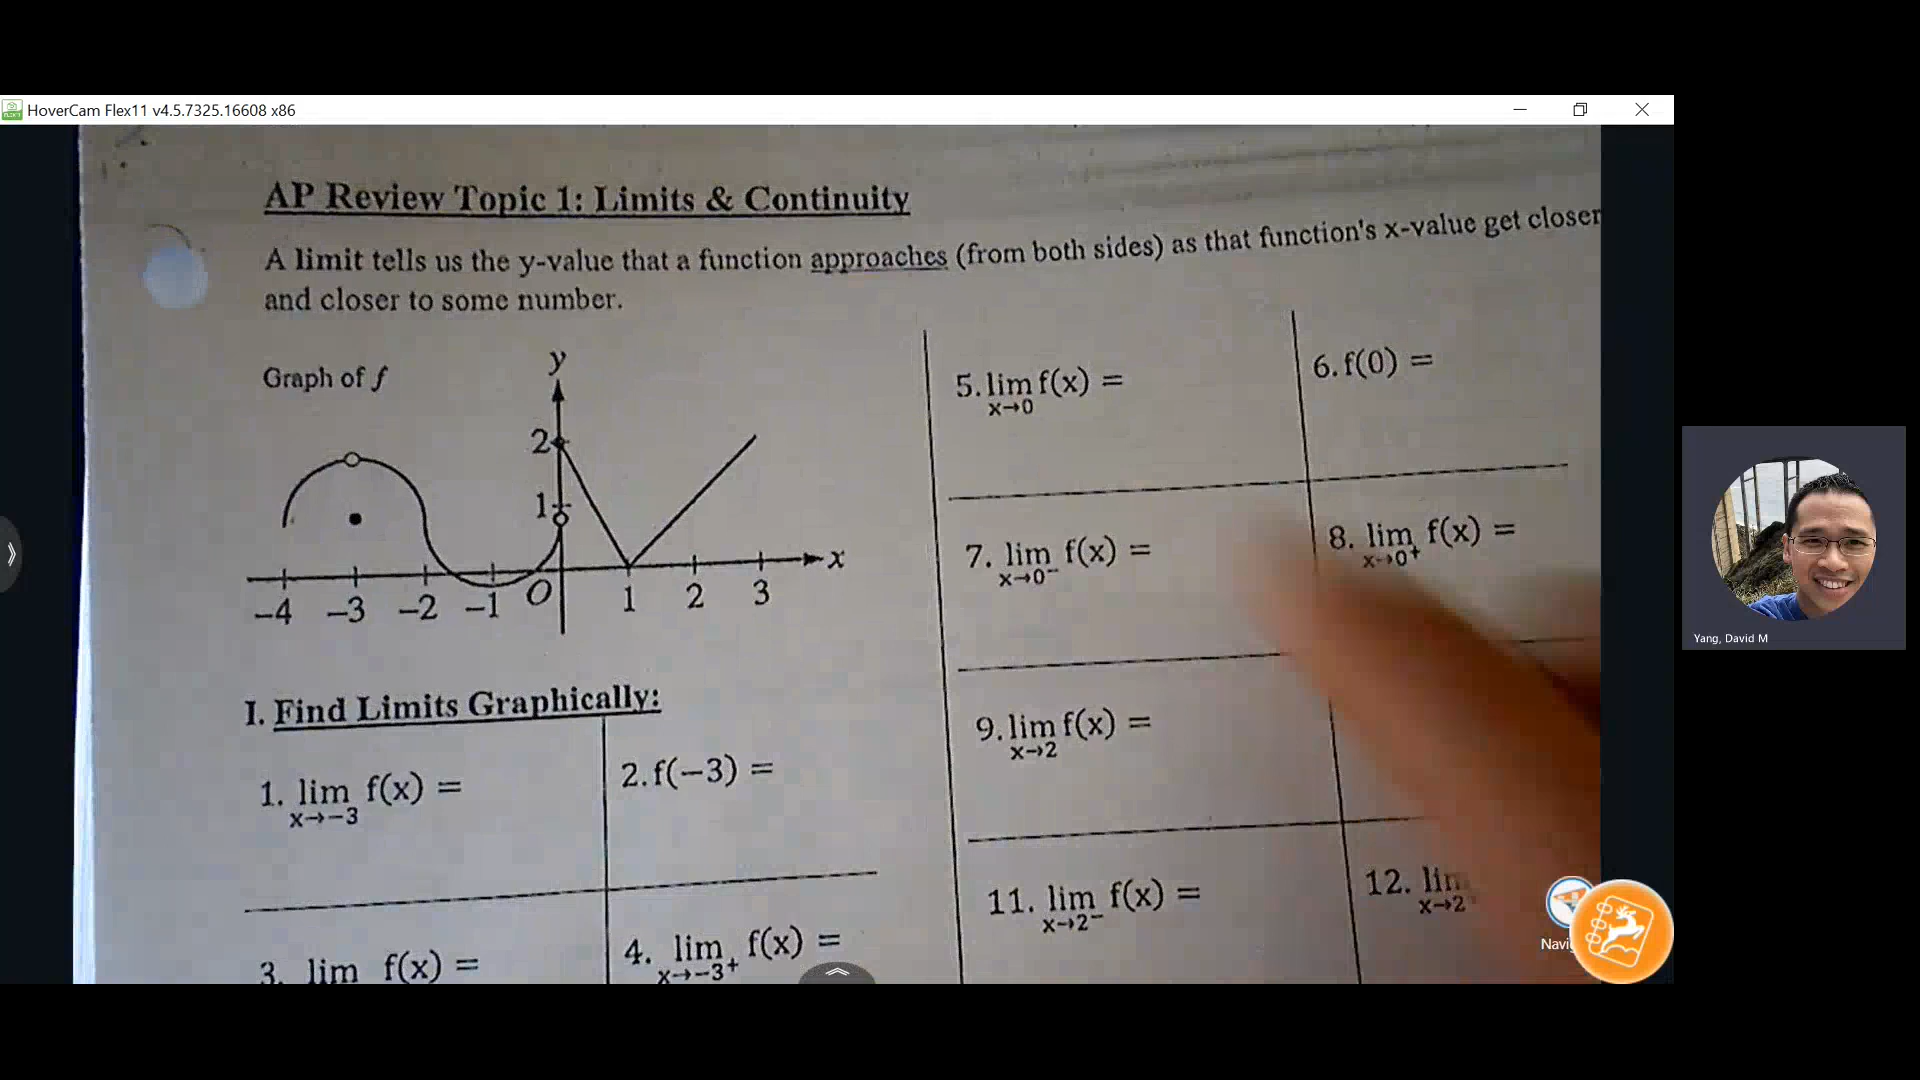 HoverCam Flex11 v4.5.7325.16608 x86
AP Review Topic 1: Limits & Continuity
A limit tells us the y-value that a function approaches (from both sides) as that function's x-value get closer
and closer to some number.
Graph of f
y
2
1
x
-4 -3 -2 -1 O 1 2 3
I. Find Limits Graphically:
1. lim f(x) =
x→-3
2. f(-3) =
3. lim f(x) =
4. lim f(x) =
x→-3⁺
5. lim f(x) =
x→0
6. f(0) =
7. lim f(x) =
x→0⁻
8. lim f(x) =
x→0⁺
9. lim f(x) =
x→2
11. lim f(x) =
x→2⁻
12. lim
x→2
Yang, David M